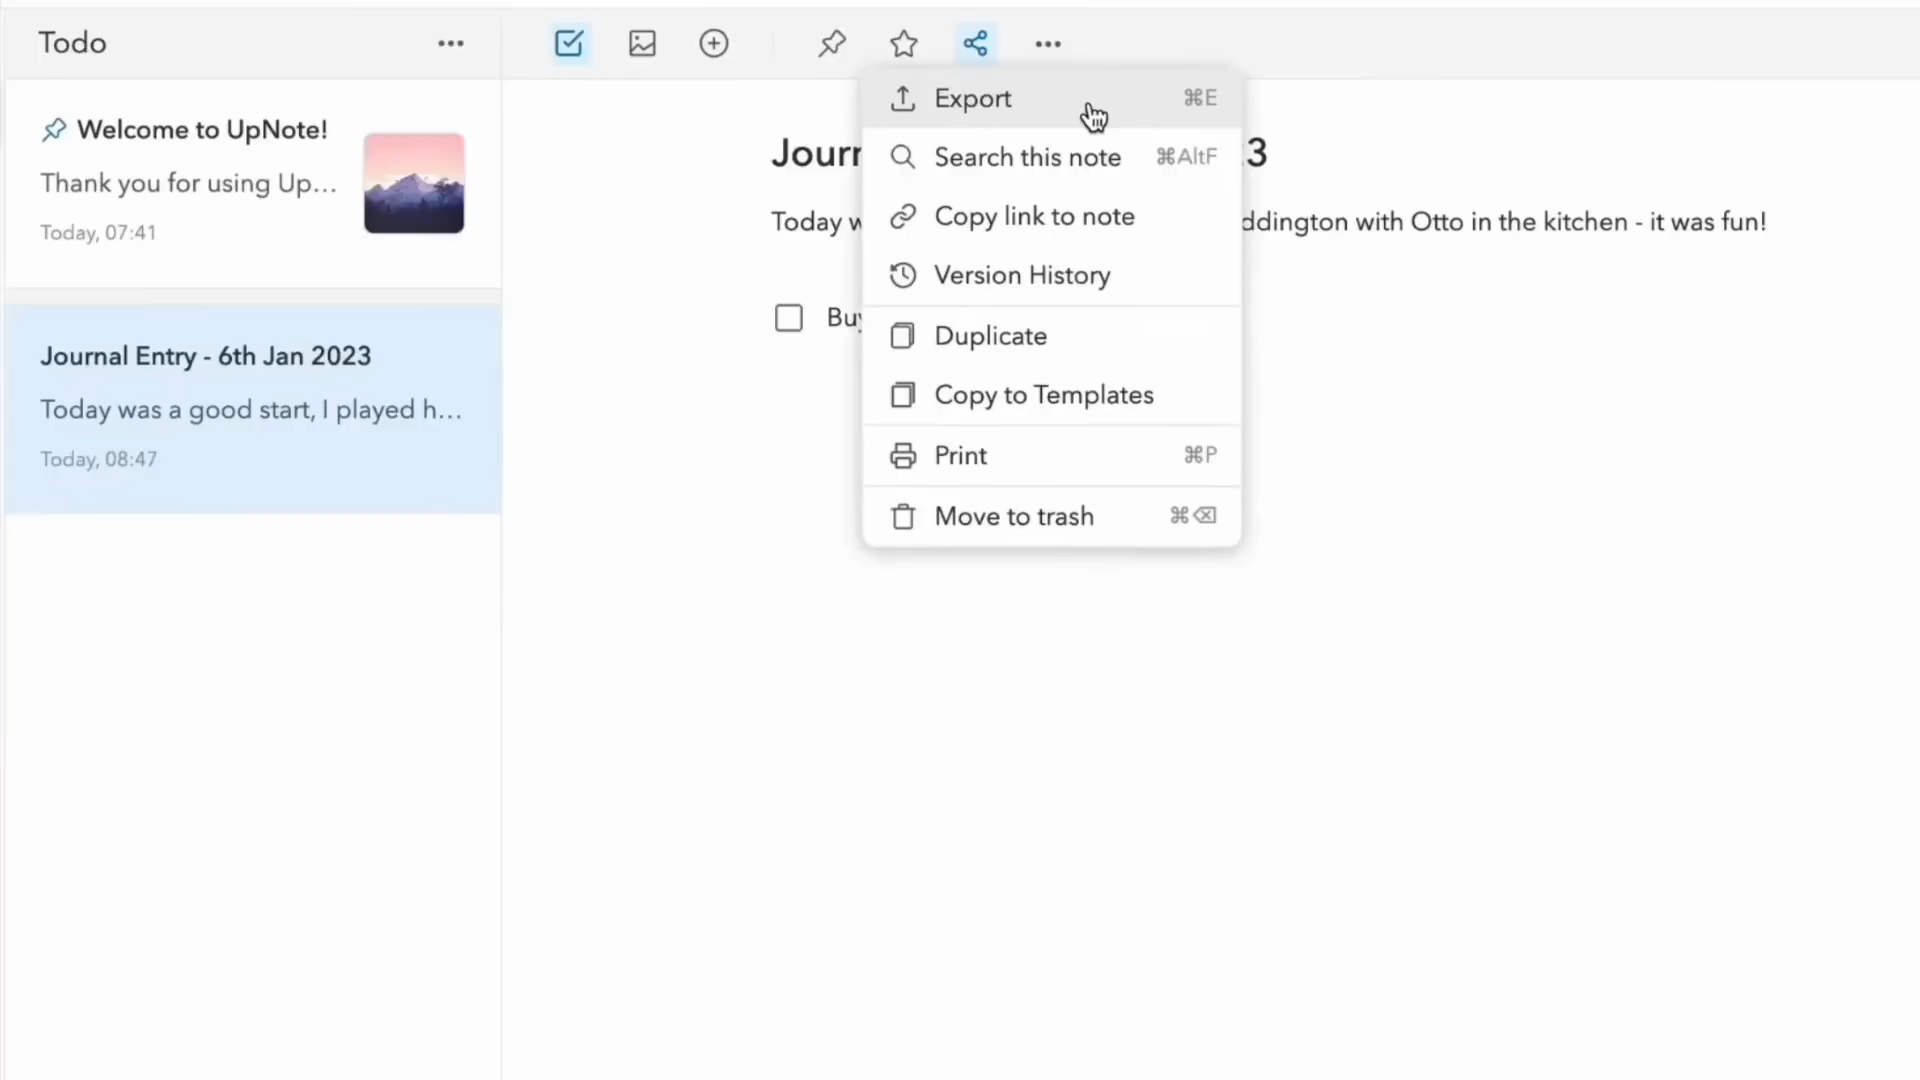 Todo
Welcome to UpNote!
Thank you for using Up...
Today, 07:41
Journal Entry - 6th Jan 2023
Today was a good start, I played h...
Today, 08:47
Export ⌘E
Search this note ⌘AltF
Copy link to note
Version History
Duplicate
Copy to Templates
Print ⌘P
Move to trash ⌘⌫
Journ 3
Today w ddington with Otto in the kitchen - it was fun!
Buy